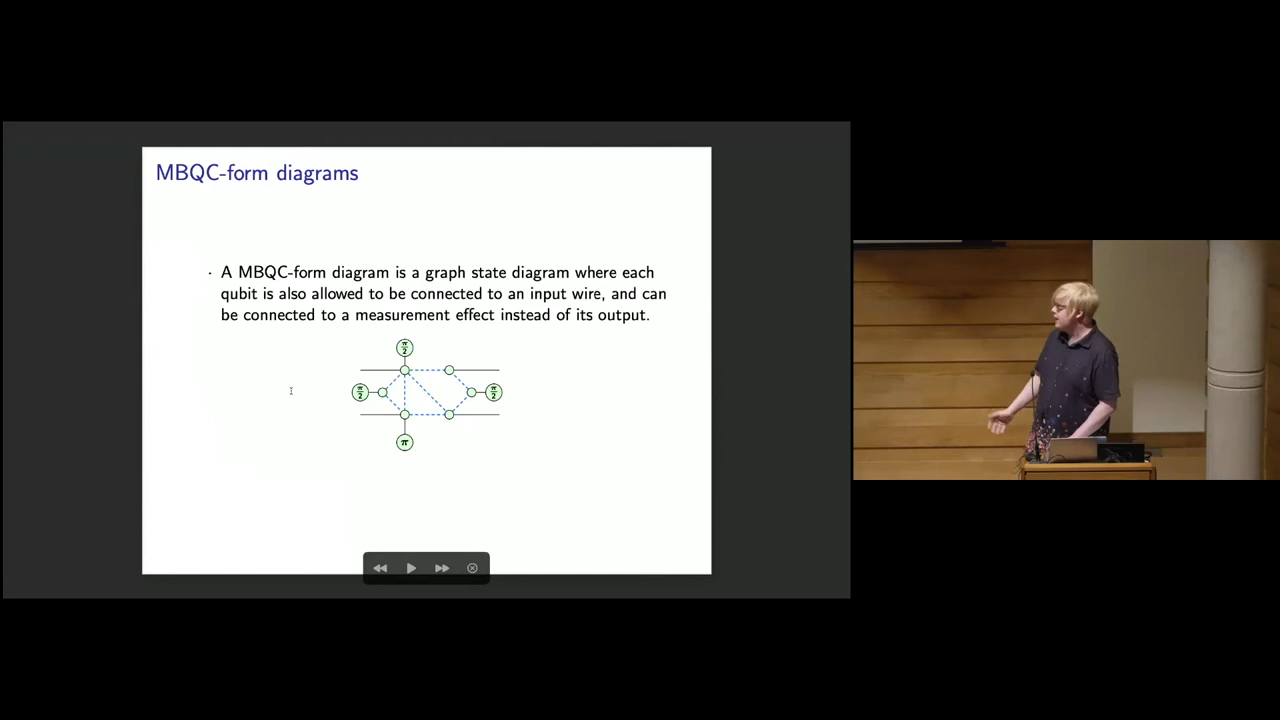 MBQC-form diagrams
· A MBQC-form diagram is a graph state diagram where each
qubit is also allowed to be connected to an input wire, and can
be connected to a measurement effect instead of its output.
π/2
π/2
π/2
π